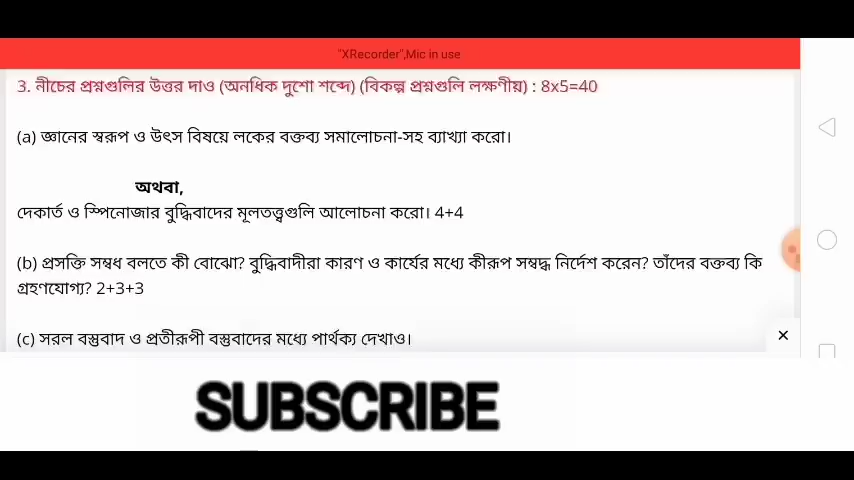 "XRecorder",Mic in use
3. নীচের প্রশ্নগুলির উত্তর দাও (অনধিক দুশো শব্দে) (বিকল্প প্রশ্নগুলি লক্ষণীয়) : 8x5=40
(a) জ্ঞানের স্বরূপ ও উৎস বিষয়ে লকের বক্তব্য সমালোচনা-সহ ব্যাখ্যা করো।
অথবা,
দেকার্ত ও স্পিনোজার বুদ্ধিবাদের মূলতত্ত্বগুলি আলোচনা করো। 4+4
(b) প্রসক্তি সম্বধ বলতে কী বোঝো? বুদ্ধিবাদীরা কারণ ও কার্যের মধ্যে কীরূপ সম্বদ্ধ নির্দেশ করেন? তাঁদের বক্তব্য কি
গ্রহণযোগ্য? 2+3+3
(c) সরল বস্তুবাদ ও প্রতীরূপী বস্তুবাদের মধ্যে পার্থক্য দেখাও।
SUBSCRIBE